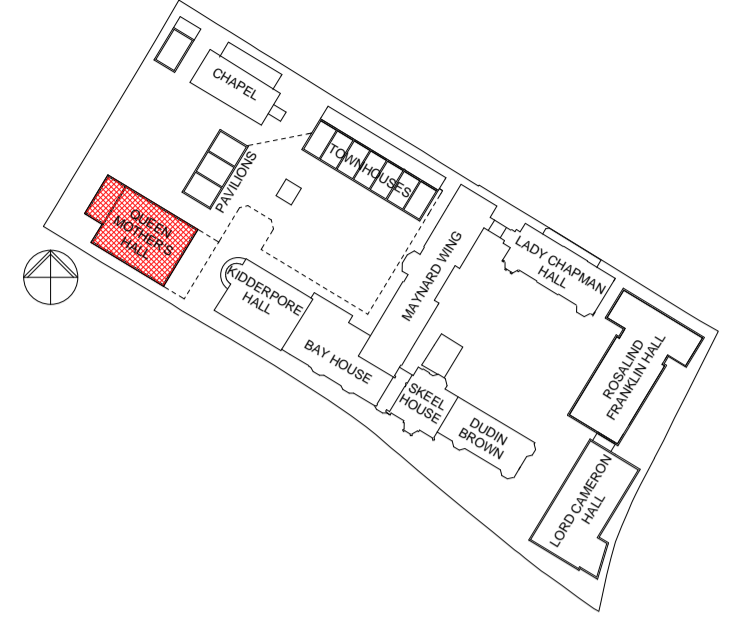 CHAPEL
TOWNHOUSES
PAVILIONS
QUEEN
MOTHER'S
HALL
KIDDERPORE
HALL
BAY HOUSE
MAYNARD WING
LADY CHAPMAN
HALL
SKEEL
HOUSE
DUDIN
BROWN
ROSALIND
FRANKLIN HALL
LORD CAMERON
HALL